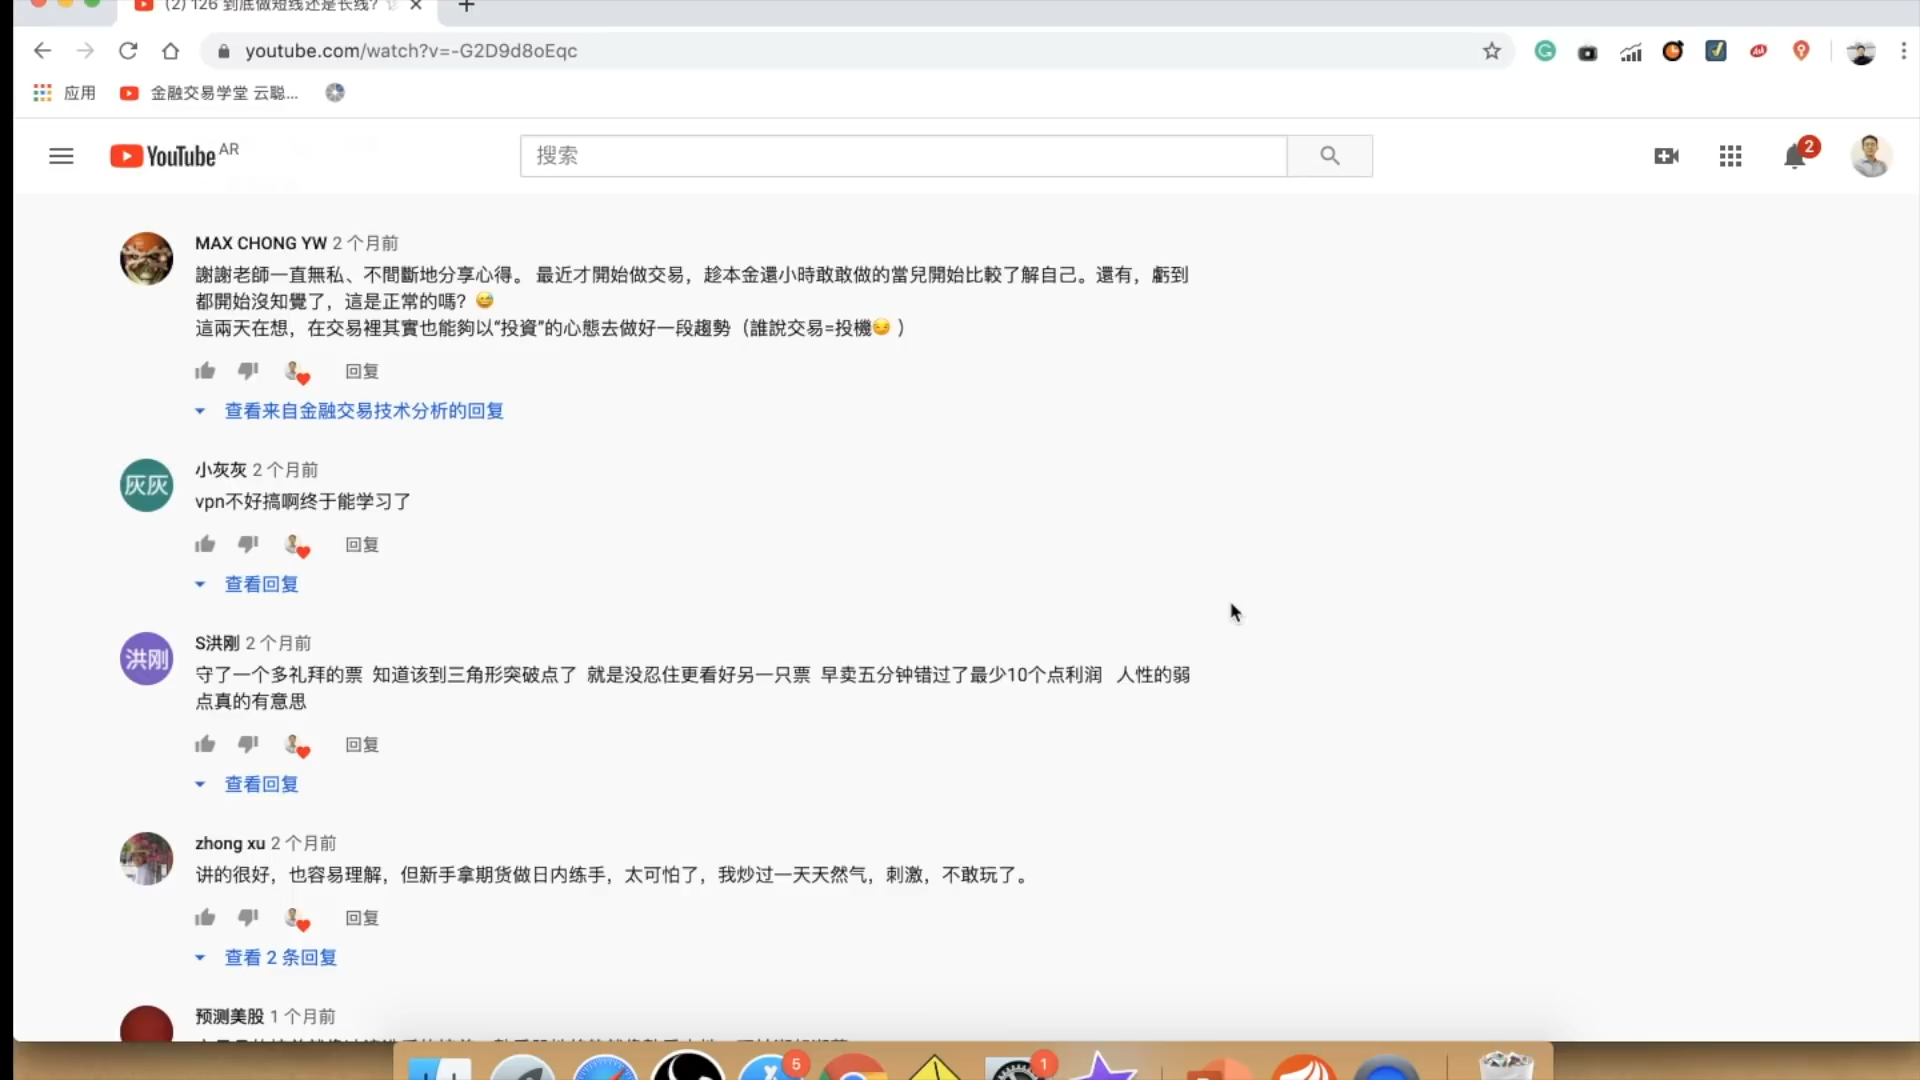 (2) 126 到底做短线还是长线?
youtube.com/watch?v=-G2D9d8oEqc
应用
金融交易学堂 云聪...
YouTube AR
搜索
2
MAX CHONG YW 2 个月前
謝謝老師一直無私、不間斷地分享心得。 最近才開始做交易，趁本金還小時敢敢做的當兒開始比較了解自己。還有，虧到
都開始沒知覺了，這是正常的嗎？😅
這兩天在想，在交易裡其實也能夠以“投資”的心態去做好一段趨勢（誰說交易=投機😏 ）
回复
查看来自金融交易技术分析的回复
灰灰
小灰灰 2 个月前
vpn不好搞啊终于能学习了
回复
查看回复
洪刚
S洪刚 2 个月前
守了一个多礼拜的票 知道该到三角形突破点了 就是没忍住更看好另一只票 早卖五分钟错过了最少10个点利润 人性的弱
点真的有意思
回复
查看回复
zhong xu 2 个月前
讲的很好，也容易理解，但新手拿期货做日内练手，太可怕了，我炒过一天天然气，刺激，不敢玩了。
回复
查看 2 条回复
预测美股 1 个月前
5
1